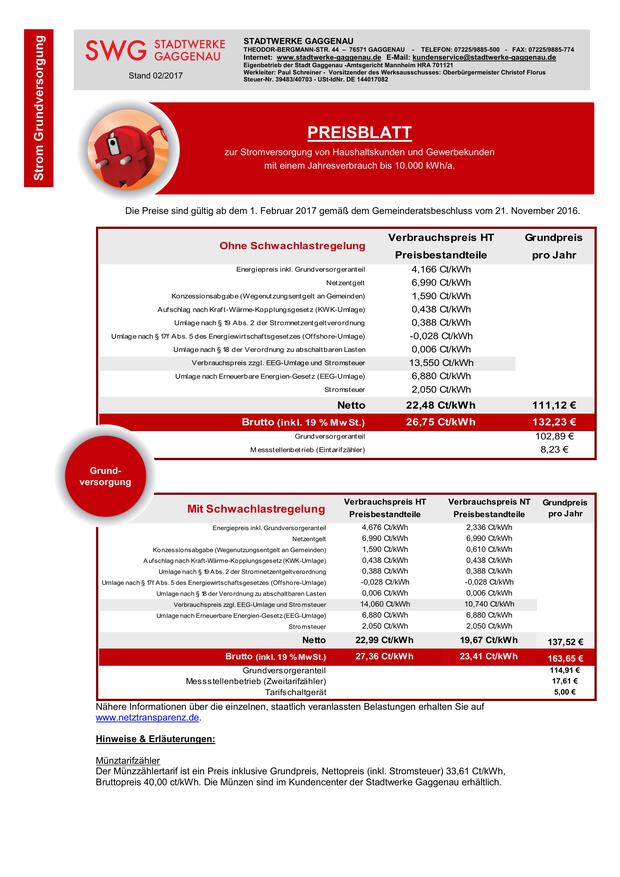 Strom Grundversorgung
SWG STADTWERKE
GAGGENAU
Stand 02/2017
STADTWERKE GAGGENAU
THEODOR-BERGMANN-STR. 44 – 76571 GAGGENAU - TELEFON: 07225/9885-500 - FAX: 07225/9885-774
Internet: www.stadtwerke-gaggenau.de E-Mail: kundenservice@stadtwerke-gaggenau.de
Eigenbetrieb der Stadt Gaggenau -Amtsgericht Mannheim HRA 701121
Werkleiter: Paul Schreiner - Vorsitzender des Werksausschusses: Oberbürgermeister Christof Florus
Steuer-Nr. 39483/40703 - USt-IdNr. DE 144017082
PREISBLATT
zur Stromversorgung von Haushaltskunden und Gewerbekunden
mit einem Jahresverbrauch bis 10.000 kWh/a.
Die Preise sind gültig ab dem 1. Februar 2017 gemäß dem Gemeinderatsbeschluss vom 21. November 2016.
Ohne Schwachlastregelung Verbrauchspreis HT Grundpreis
Preisbestandteile pro Jahr
Energiepreis inkl. Grundversorgeranteil 4,166 Ct/kWh
Netzentgelt 6,990 Ct/kWh
Konzessionsabgabe (Wegenutzungsentgelt an Gemeinden) 1,590 Ct/kWh
Aufschlag nach Kraft-Wärme-Kopplungsgesetz (KWK-Umlage) 0,438 Ct/kWh
Umlage nach § 19 Abs. 2 der Stromnetzentgeltverordnung 0,388 Ct/kWh
Umlage nach § 17f Abs. 5 des Energiewirtschaftsgesetzes (Offshore-Umlage) -0,028 Ct/kWh
Umlage nach § 18 der Verordnung zu abschaltbaren Lasten 0,006 Ct/kWh
Verbrauchspreis zzgl. EEG-Umlage und Stromsteuer 13,550 Ct/kWh
Umlage nach Erneuerbare Energien-Gesetz (EEG-Umlage) 6,880 Ct/kWh
Stromsteuer 2,050 Ct/kWh
Netto 22,48 Ct/kWh 111,12 €
Brutto (inkl. 19 % MwSt.) 26,75 Ct/kWh 132,23 €
Grundversorgeranteil 102,89 €
Messstellenbetrieb (Eintarifzähler) 8,23 €
Grund-
versorgung
Mit Schwachlastregelung Verbrauchspreis HT Verbrauchspreis NT Grundpreis
Preisbestandteile Preisbestandteile pro Jahr
Energiepreis inkl. Grundversorgeranteil 4,676 Ct/kWh 2,336 Ct/kWh
Netzentgelt 6,990 Ct/kWh 6,990 Ct/kWh
Konzessionsabgabe (Wegenutzungsentgelt an Gemeinden) 1,590 Ct/kWh 0,610 Ct/kWh
Aufschlag nach Kraft-Wärme-Kopplungsgesetz (KWK-Umlage) 0,438 Ct/kWh 0,438 Ct/kWh
Umlage nach § 19 Abs. 2 der Stromnetzentgeltverordnung 0,388 Ct/kWh 0,388 Ct/kWh
Umlage nach § 17f Abs. 5 des Energiewirtschaftsgesetzes (Offshore-Umlage) -0,028 Ct/kWh -0,028 Ct/kWh
Umlage nach § 18 der Verordnung zu abschaltbaren Lasten 0,006 Ct/kWh 0,006 Ct/kWh
Verbrauchspreis zzgl. EEG-Umlage und Stromsteuer 14,060 Ct/kWh 10,740 Ct/kWh
Umlage nach Erneuerbare Energien-Gesetz (EEG-Umlage) 6,880 Ct/kWh 6,880 Ct/kWh
Stromsteuer 2,050 Ct/kWh 2,050 Ct/kWh
Netto 22,99 Ct/kWh 19,67 Ct/kWh 137,52 €
Brutto (inkl. 19 % MwSt.) 27,36 Ct/kWh 23,41 Ct/kWh 163,65 €
Grundversorgeranteil 114,91 €
Messstellenbetrieb (Zweitarifzähler) 17,61 €
Tarifschaltgerät 5,00 €
Nähere Informationen über die einzelnen, staatlich veranlassten Belastungen erhalten Sie auf
www.netztransparenz.de.
Hinweise & Erläuterungen:
Münztarifzähler
Der Münzzählertarif ist ein Preis inklusive Grundpreis, Nettopreis (inkl. Stromsteuer) 33,61 Ct/kWh,
Bruttopreis 40,00 ct/kWh. Die Münzen sind im Kundencenter der Stadtwerke Gaggenau erhältlich.